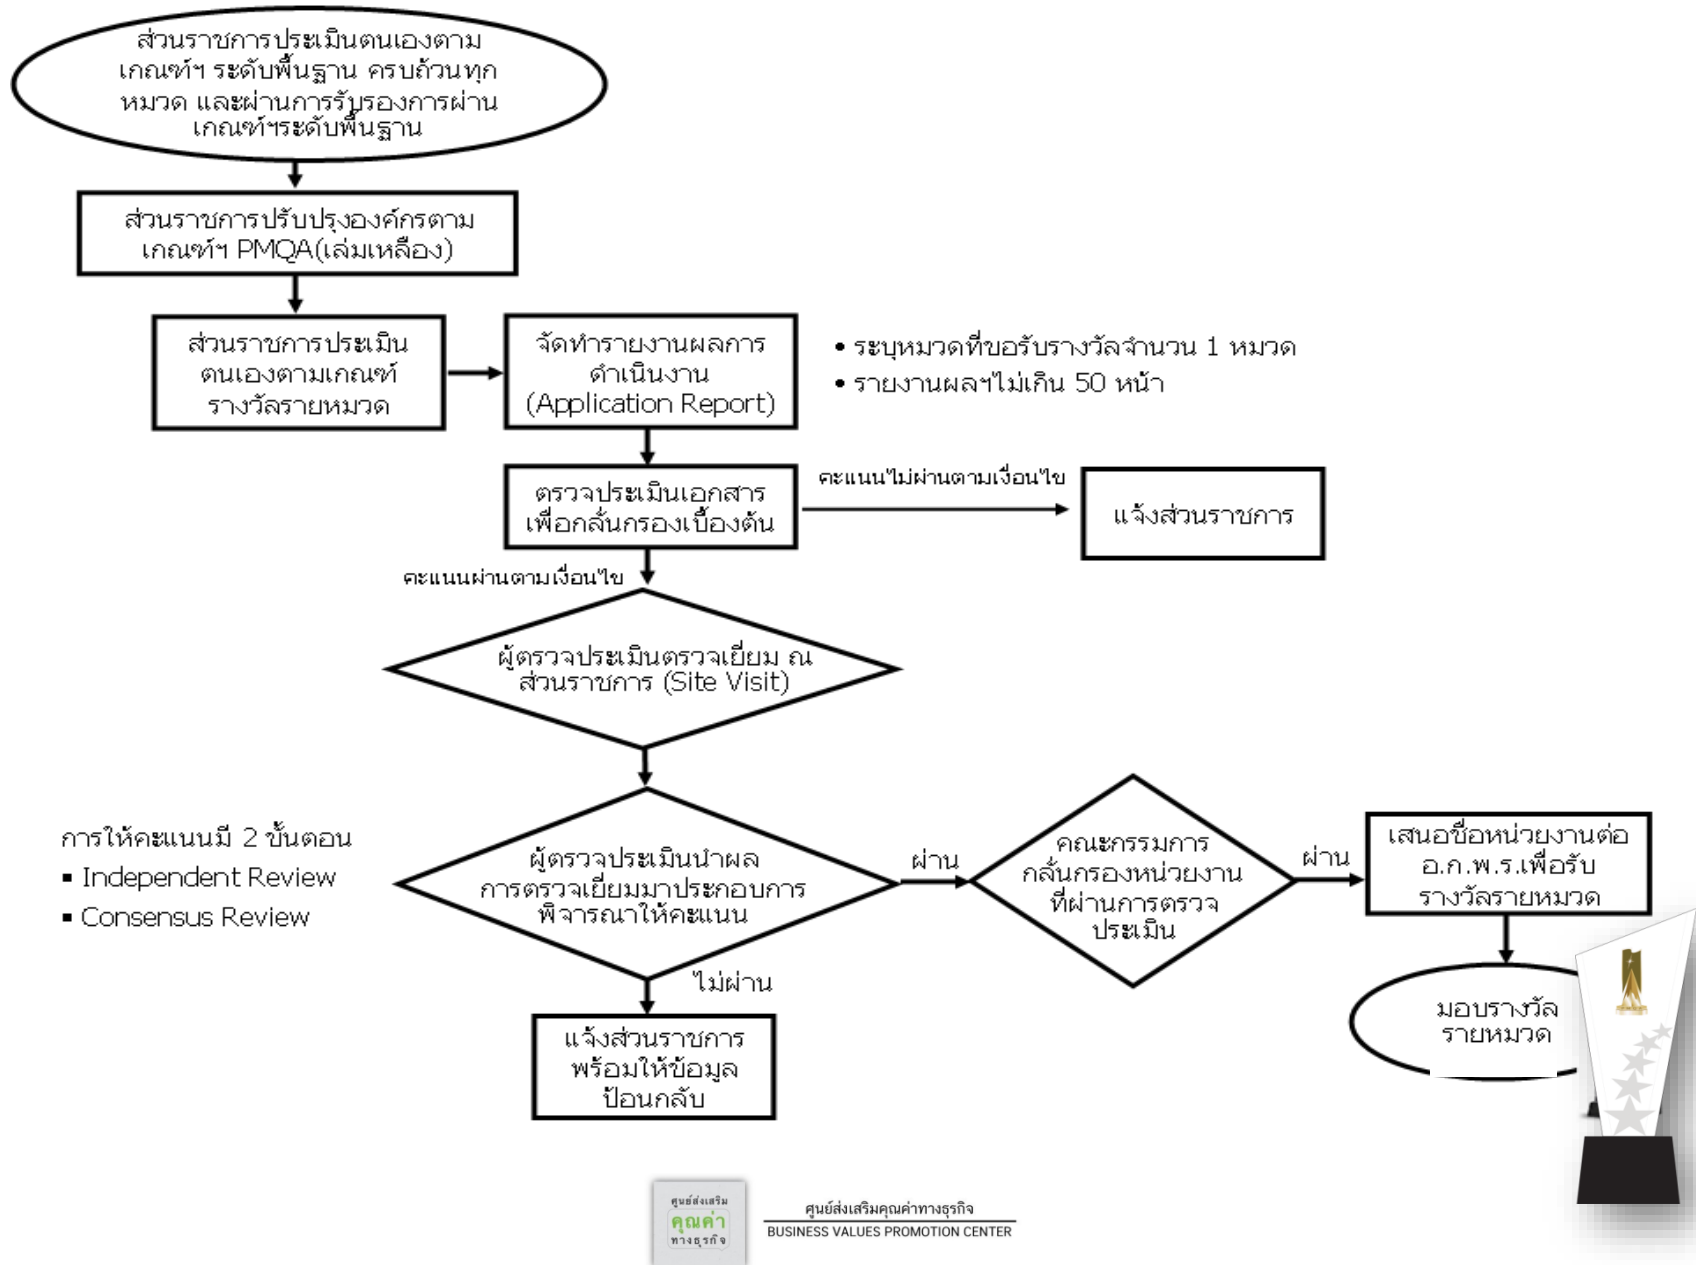 ส่วนราชการประเมินตนเองตาม
เกณฑ์ฯ ระดับพื้นฐาน ครบถ้วนทุก
หมวด และผ่านการรับรองการผ่าน
เกณฑ์ฯระดับพื้นฐาน
ส่วนราชการปรับปรุงองค์กรตาม
เกณฑ์ฯ PMQA(เล่มเหลือง)
ส่วนราชการประเมิน
ตนเองตามเกณฑ์
รางวัลรายหมวด
จัดทำรายงานผลการ
ดำเนินงาน
(Application Report)
• ระบุหมวดที่ขอรับรางวัลจำนวน 1 หมวด
• รายงานผลฯไม่เกิน 50 หน้า
ตรวจประเมินเอกสาร
เพื่อกลั่นกรองเบื้องต้น
คะแนนไม่ผ่านตามเงื่อนไข
แจ้งส่วนราชการ
คะแนนผ่านตามเงื่อนไข
ผู้ตรวจประเมินตรวจเยี่ยม ณ
ส่วนราชการ (Site Visit)
การให้คะแนนมี 2 ขั้นตอน
▪ Independent Review
▪ Consensus Review
ผู้ตรวจประเมินนำผล
การตรวจเยี่ยมมาประกอบการ
พิจารณาให้คะแนน
ผ่าน
คณะกรรมการ
กลั่นกรองหน่วยงาน
ที่ผ่านการตรวจ
ประเมิน
ผ่าน
เสนอชื่อหน่วยงานต่อ
อ.ก.พ.ร.เพื่อรับ
รางวัลรายหมวด
มอบรางวัล
รายหมวด
ไม่ผ่าน
แจ้งส่วนราชการ
พร้อมให้ข้อมูล
ป้อนกลับ
ศูนย์ส่งเสริม
คุณค่า
ทางธุรกิจ
ศูนย์ส่งเสริมคุณค่าทางธุรกิจ
BUSINESS VALUES PROMOTION CENTER